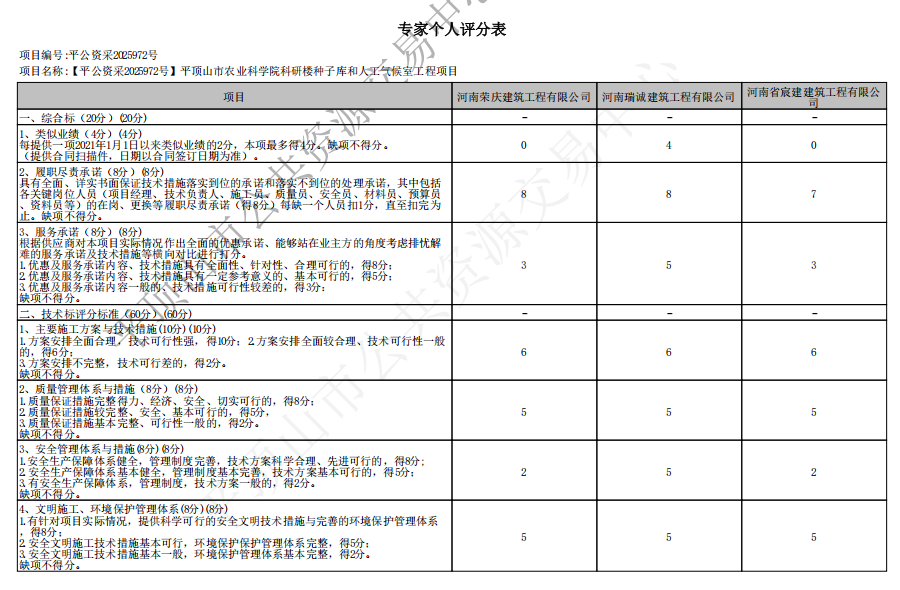 专家个人评分表
项目编号:平公资采2025972号
项目名称:【平公资采2025972号】平顶山市农业科学院科研楼种子库和人工气候室工程项目
项目 河南荣庆建筑工程有限公司 河南瑞诚建筑工程有限公司 河南省宸建建筑工程有限公
司
一、综合标（20分）(20分) － － －
1、类似业绩（4分）(4分)
每提供一项2021年1月1日以来类似业绩的2分，本项最多得4分。缺项不得分。 0 4 0
（提供合同扫描件，日期以合同签订日期为准）。
2、履职尽责承诺（8分）(8分)
具有全面、详实书面保证技术措施落实到位的承诺和落实不到位的处理承诺，其中包括
各关键岗位人员（项目经理、技术负责人、施工员、质量员、安全员、材料员、预算员 8 8 7
、资料员等）的在岗、更换等履职尽责承诺（得8分）每缺一个人员扣1分，直至扣完为
止。缺项不得分。
3、服务承诺（8分）(8分)
根据供应商对本项目实际情况作出全面的优惠承诺、能够站在业主方的角度考虑排忧解
难的服务承诺及技术措施等横向对比进行打分。
1.优惠及服务承诺内容、技术措施具有全面性、针对性、合理可行的，得8分； 3 5 3
2.优惠及服务承诺内容、技术措施具有一定参考意义的、基本可行的，得5分；
3.优惠及服务承诺内容一般的、技术措施可行性较差的，得3分；
缺项不得分。
二、技术标评分标准（60分）(60分) － － －
1、主要施工方案与技术措施(10分)(10分)
1.方案安排全面合理，技术可行性强，得10分；2.方案安排全面较合理、技术可行性一般
的，得6分； 6 6 6
3.方案安排不完整，技术可行差的，得2分。
缺项不得分。
2、质量管理体系与措施（8分）(8分)
1.质量保证措施完整得力、经济、安全、切实可行的，得8分；
2.质量保证措施较完整、安全、基本可行的，得5分， 5 5 5
3.质量保证措施基本完整、可行性一般的，得2分。
缺项不得分。
3、安全管理体系与措施(8分)(8分)
1.安全生产保障体系健全，管理制度完善，技术方案科学合理、先进可行的，得8分；
2.安全生产保障体系基本健全，管理制度基本完善，技术方案基本可行的，得5分； 2 5 2
3.有安全生产保障体系，管理制度，技术方案一般的，得2分。
缺项不得分。
4、文明施工、环境保护管理体系(8分)(8分)
1.有针对项目实际情况，提供科学可行的安全文明技术措施与完善的环境保护管理体系
，得8分；
2.安全文明施工技术措施基本可行，环境保护保护管理体系完整，得5分； 5 5 5
3.安全文明施工技术措施基本一般，环境保护管理体系基本完整，得2分。
缺项不得分。
平顶山市公共资源交易中心
平顶山市公共资源交易中心